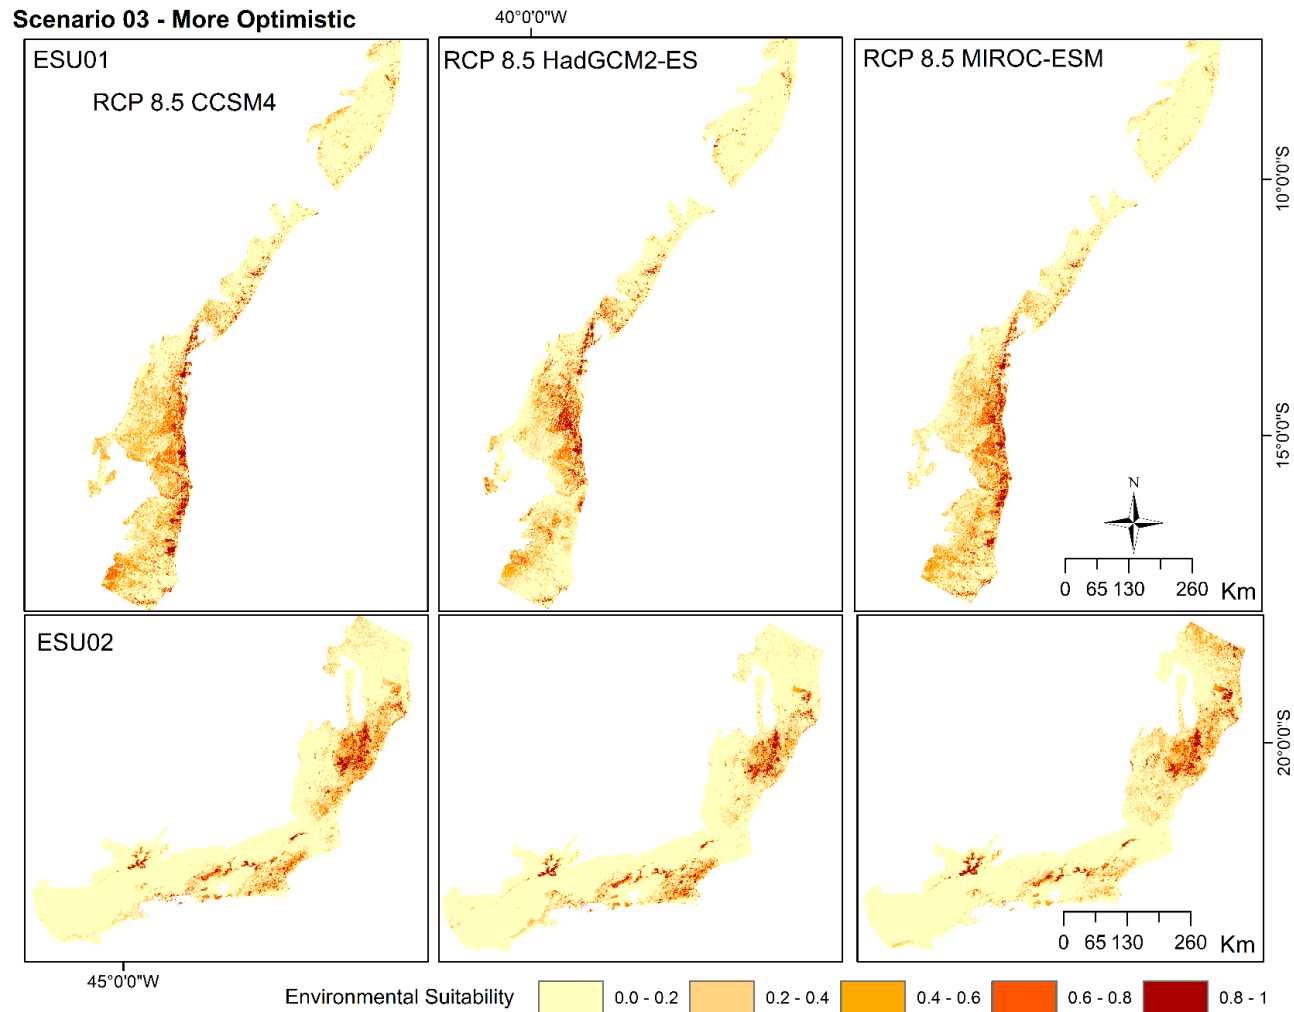 Scenario 03 - More Optimistic
40°0'0"W
ESU01
RCP 8.5 CCSM4
RCP 8.5 HadGCM2-ES
RCP 8.5 MIROC-ESM
10°0'0"S
15°0'0"S
N
0 65 130 260 Km
ESU02
20°0'0"S
0 65 130 260 Km
45°0'0"W
Environmental Suitability 0.0 - 0.2 0.2 - 0.4 0.4 - 0.6 0.6 - 0.8 0.8 - 1